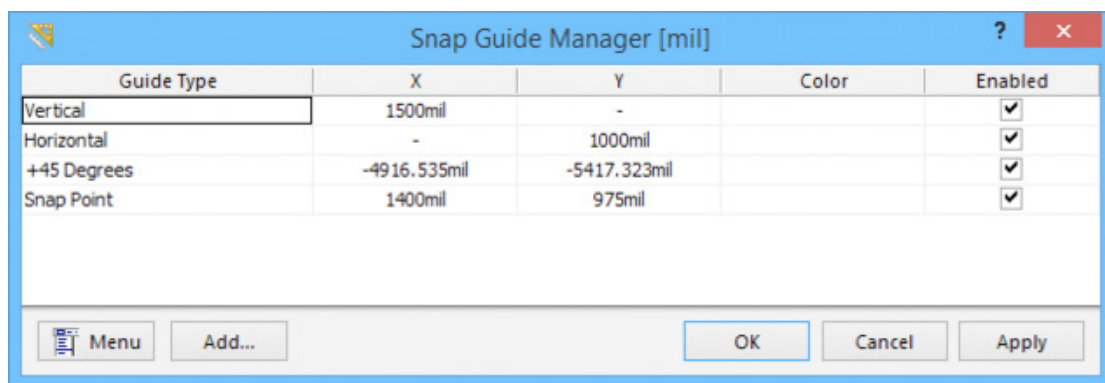 Snap Guide Manager [mil] ?
Guide Type X Y Color Enabled
Vertical 1500mil -
Horizontal - 1000mil
+45 Degrees -4916.535mil -5417.323mil
Snap Point 1400mil 975mil
Menu Add... OK Cancel Apply